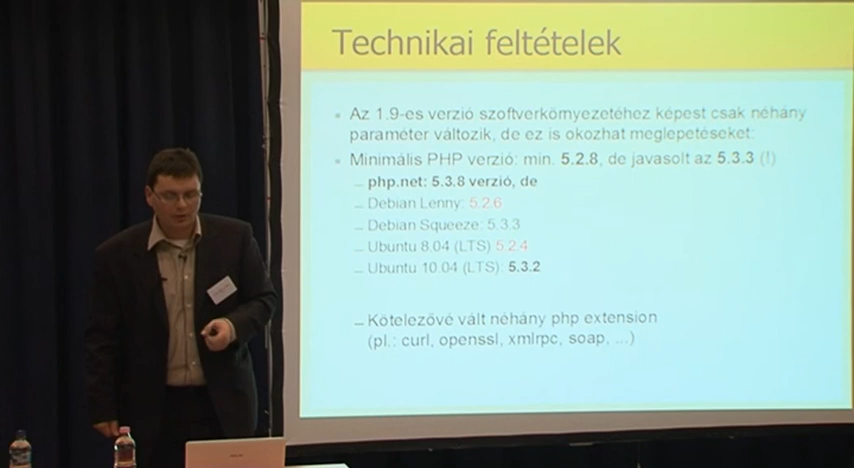 Technikai feltételek
Az 1.9-es verzió szoftverkörnyezetéhez képest csak néhány
paraméter változik, de ez is okozhat meglepetéseket:
Minimális PHP verzió: min. 5.2.8, de javasolt az 5.3.3 (!)
– php.net: 5.3.8 verzió, de
– Debian Lenny: 5.2.6
– Debian Squeeze: 5.3.3
– Ubuntu 8.04 (LTS) 5.2.4
– Ubuntu 10.04 (LTS): 5.3.2
– Kötelezővé vált néhány php extension
(pl.: curl, openssl, xmlrpc, soap, ...)